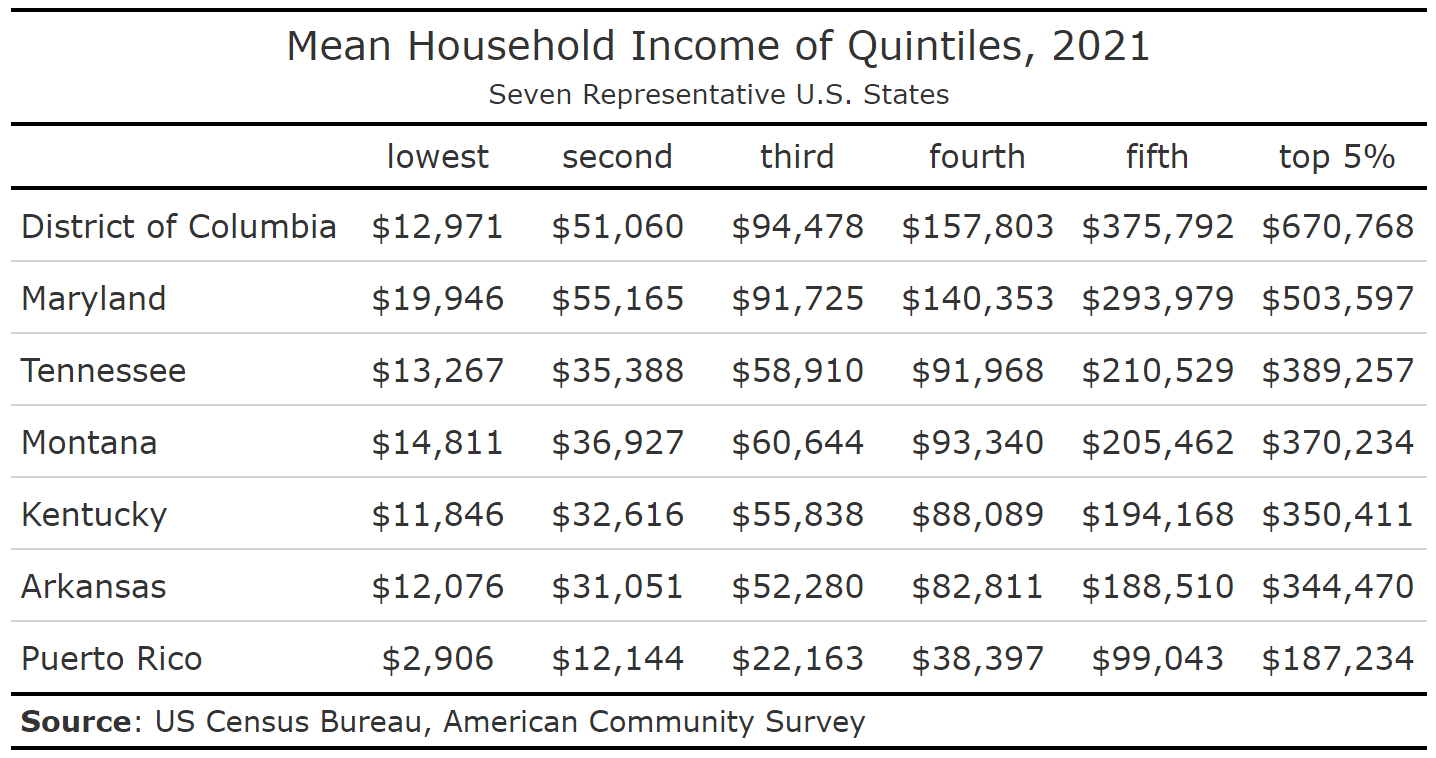 Mean Household Income of Quintiles, 2021
Seven Representative U.S. States
lowest second third fourth fifth top 5%
District of Columbia $12,971 $51,060 $94,478 $157,803 $375,792 $670,768
Maryland $19,946 $55,165 $91,725 $140,353 $293,979 $503,597
Tennessee $13,267 $35,388 $58,910 $91,968 $210,529 $389,257
Montana $14,811 $36,927 $60,644 $93,340 $205,462 $370,234
Kentucky $11,846 $32,616 $55,838 $88,089 $194,168 $350,411
Arkansas $12,076 $31,051 $52,280 $82,811 $188,510 $344,470
Puerto Rico $2,906 $12,144 $22,163 $38,397 $99,043 $187,234
Source: US Census Bureau, American Community Survey